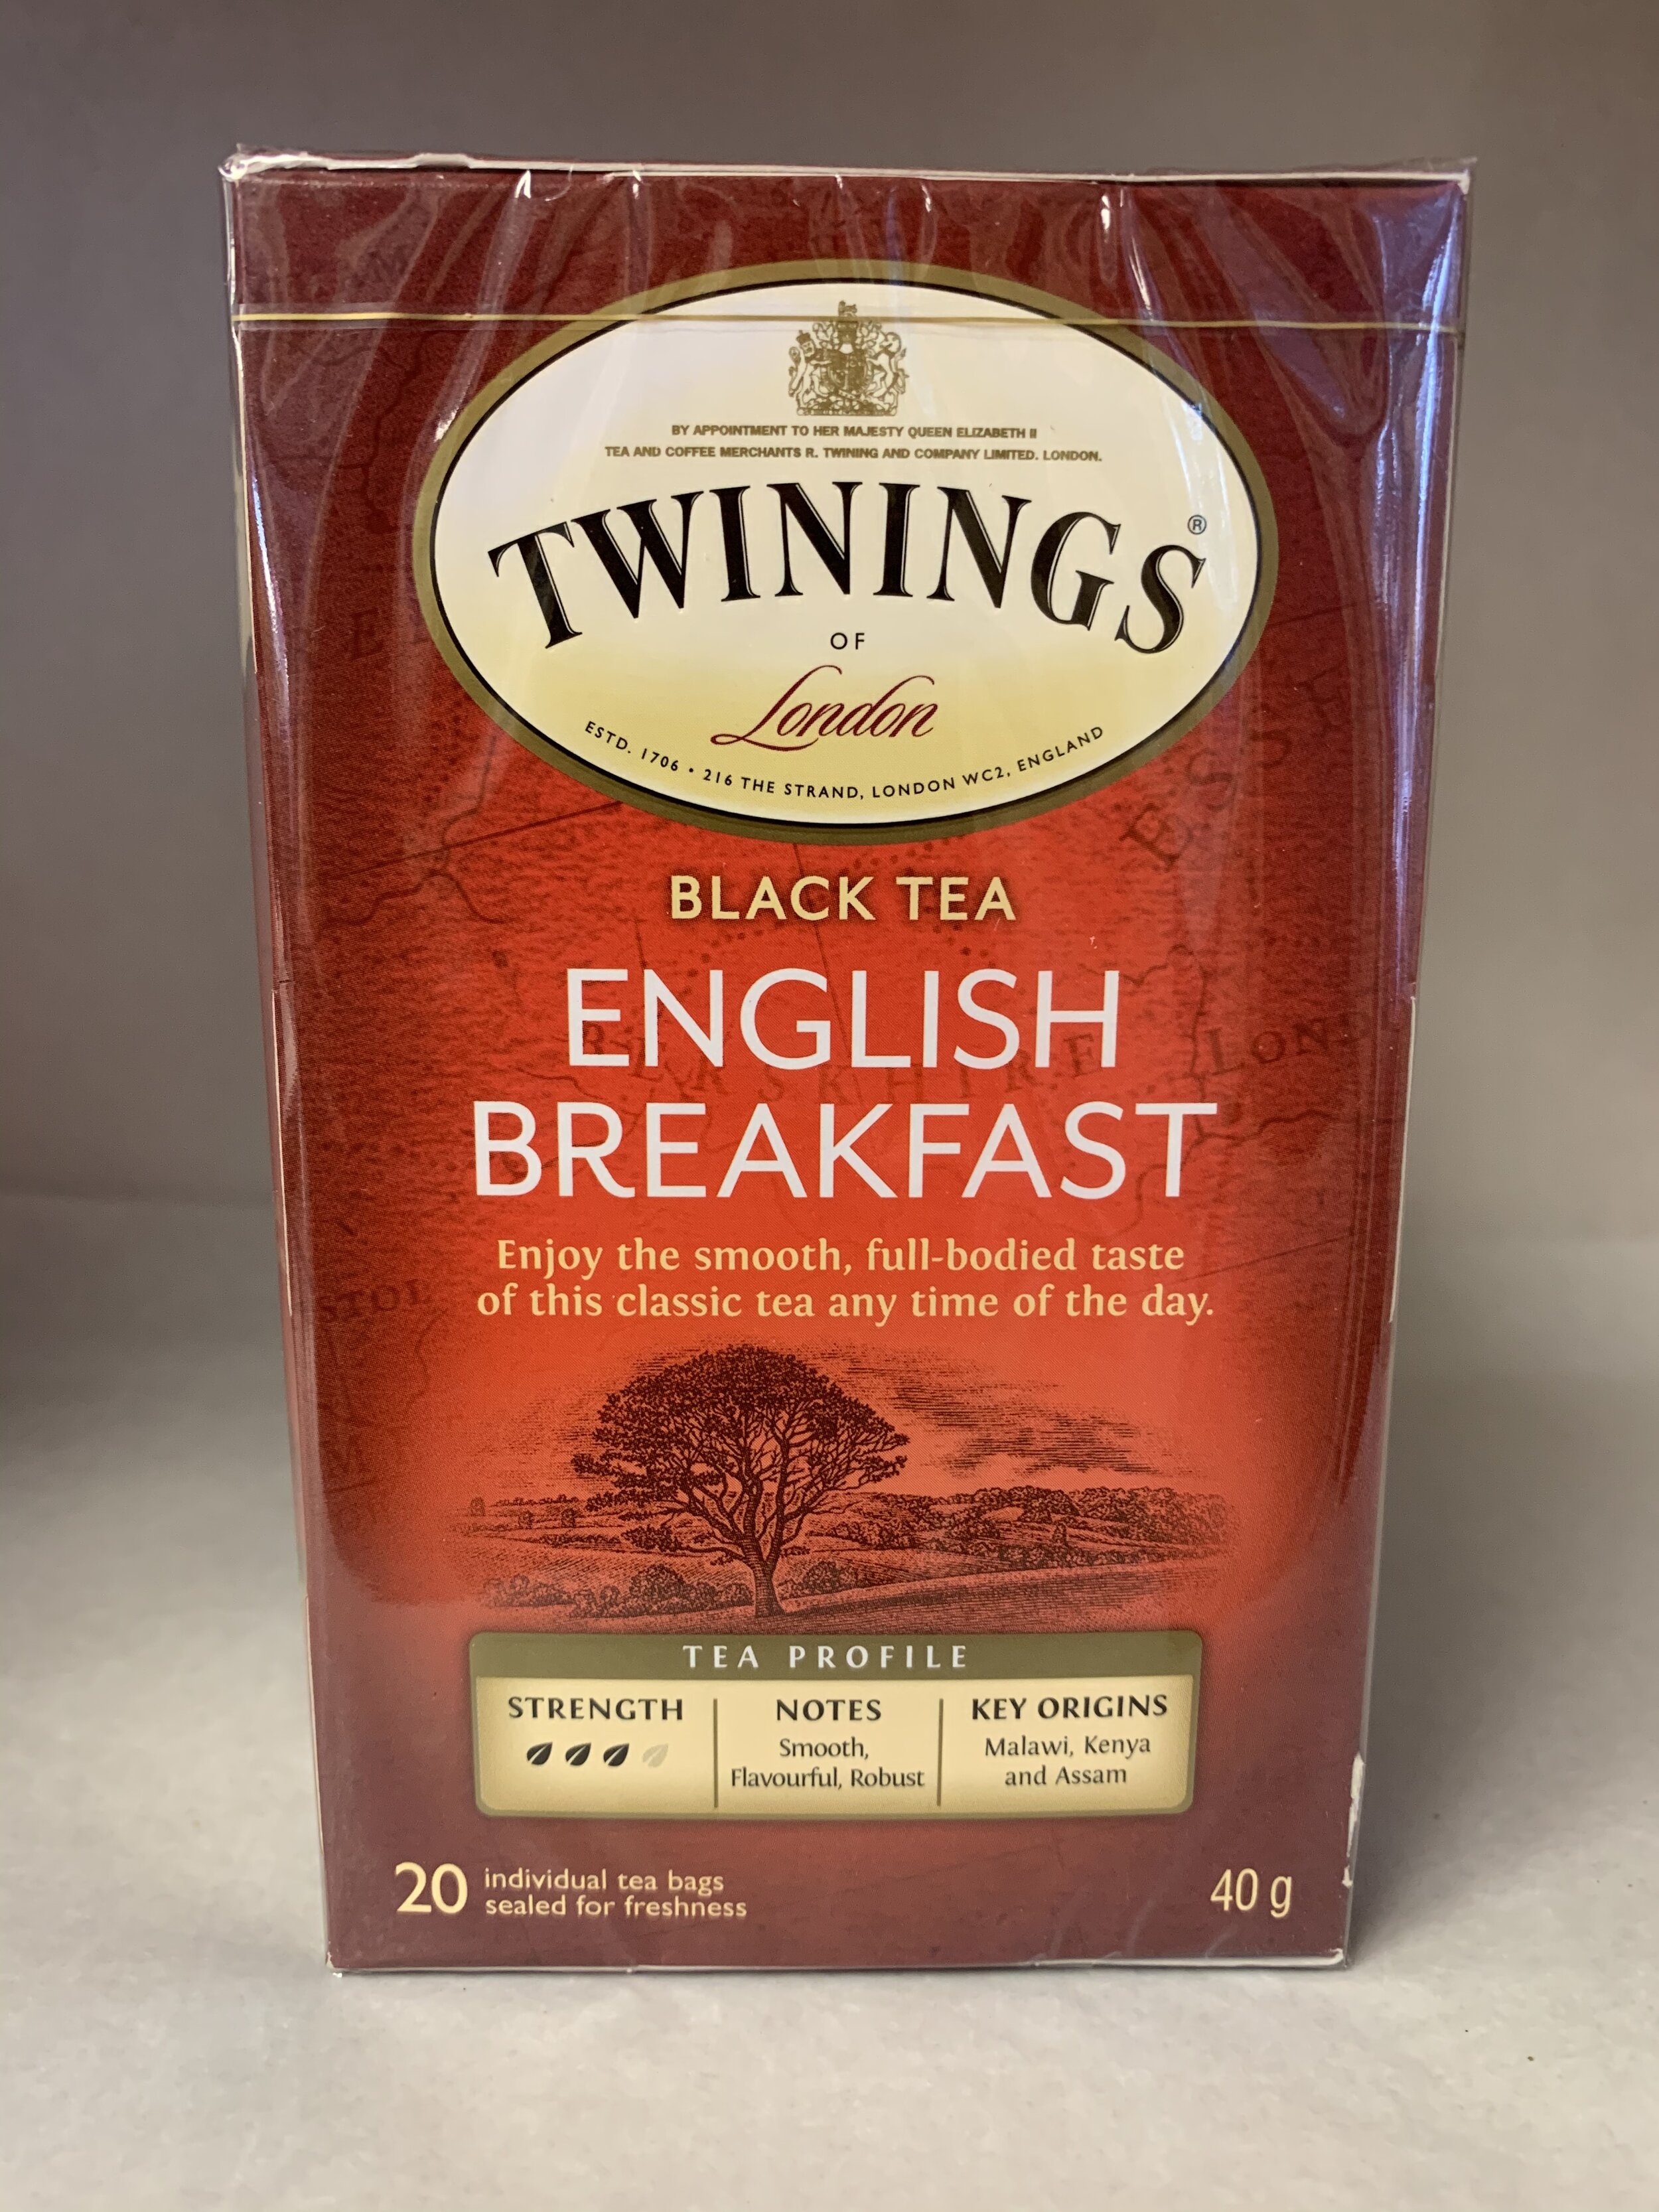 BY APPOINTMENT TO HER MAJESTY QUEEN ELIZABETH II
TEA AND COFFEE MERCHANTS R. TWINING AND COMPANY LIMITED. LONDON.
TWININGS®
OF
London
ESTD. 1706 • 216 THE STRAND, LONDON WC2, ENGLAND
BLACK TEA
ENGLISH
BREAKFAST
Enjoy the smooth, full-bodied taste
of this classic tea any time of the day.
TEA PROFILE
STRENGTH
NOTES
Smooth,
Flavourful, Robust
KEY ORIGINS
Malawi, Kenya
and Assam
20 individual tea bags
sealed for freshness
40 g